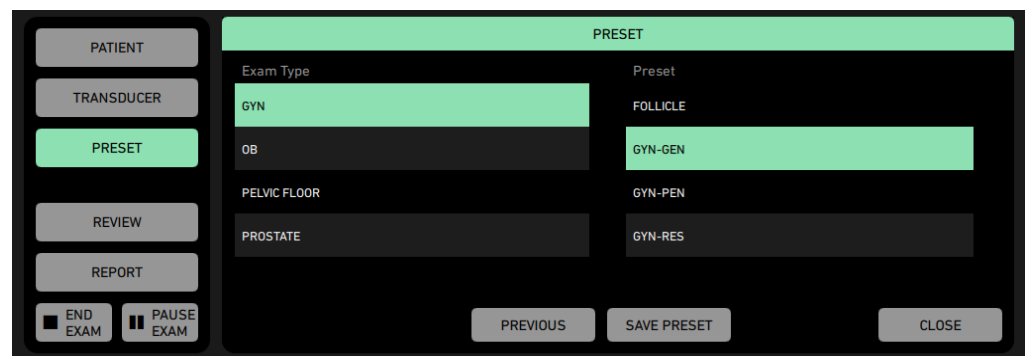 PATIENT
TRANSDUCER
PRESET
REVIEW
REPORT
END EXAM
PAUSE EXAM
PRESET
Exam Type
GYN
OB
PELVIC FLOOR
PROSTATE
Preset
FOLLICLE
GYN-GEN
GYN-PEN
GYN-RES
PREVIOUS
SAVE PRESET
CLOSE